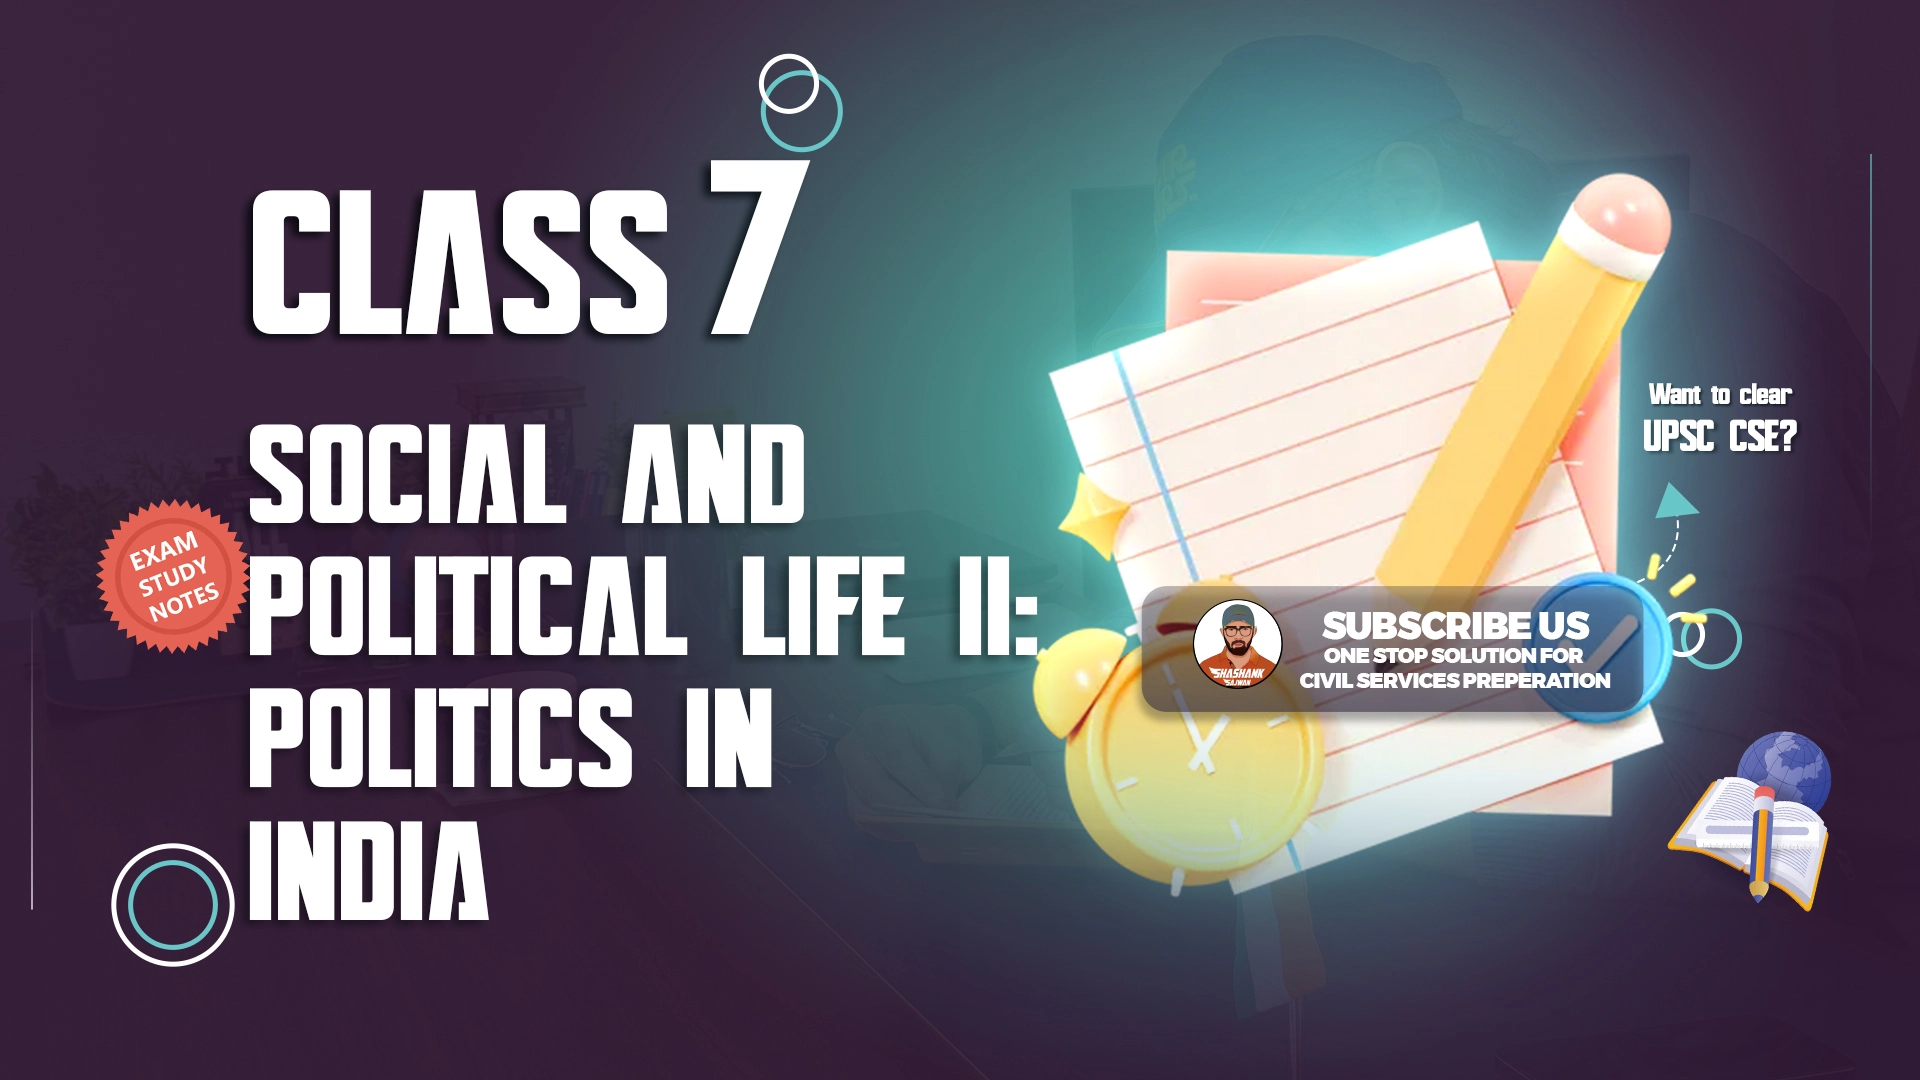 CLASS 7
SOCIAL AND
POLITICAL LIFE II:
POLITICS IN
INDIA
EXAM
STUDY
NOTES
Want to clear
UPSC CSE?
SUBSCRIBE US
ONE STOP SOLUTION FOR
CIVIL SERVICES PREPERATION
SHASHANK
SAJWAN